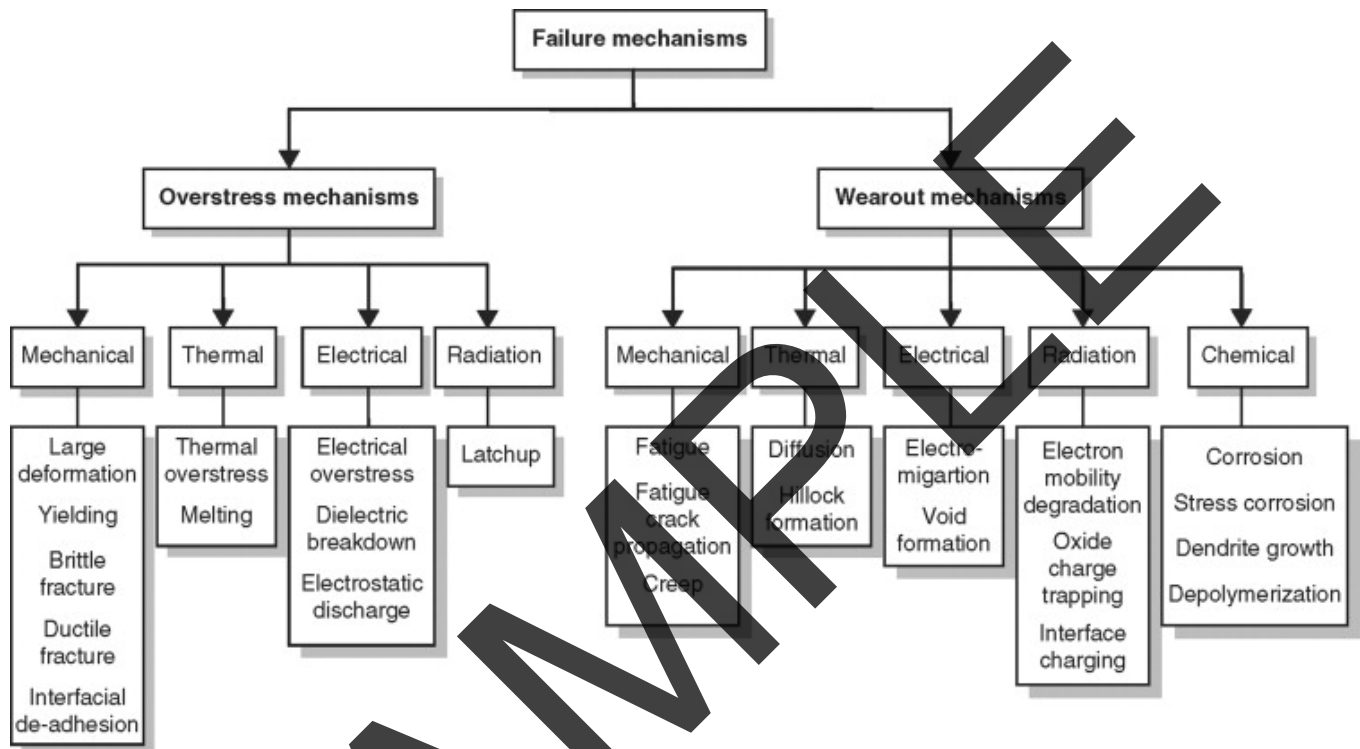 Failure mechanisms
Overstress mechanisms
Wearout mechanisms
Mechanical
Thermal
Electrical
Radiation
Mechanical
Thermal
Electrical
Radiation
Chemical
Large
deformation
Yielding
Brittle
fracture
Ductile
fracture
Interfacial
de-adhesion
Thermal
overstress
Melting
Electrical
overstress
Dielectric
breakdown
Electrostatic
discharge
Latchup
Fatigue
Fatigue
crack
propagation
Creep
Diffusion
Hillock
formation
Electro-
migartion
Void
formation
Electron
mobility
degradation
Oxide
charge
trapping
Interface
charging
Corrosion
Stress corrosion
Dendrite growth
Depolymerization
AMPLE